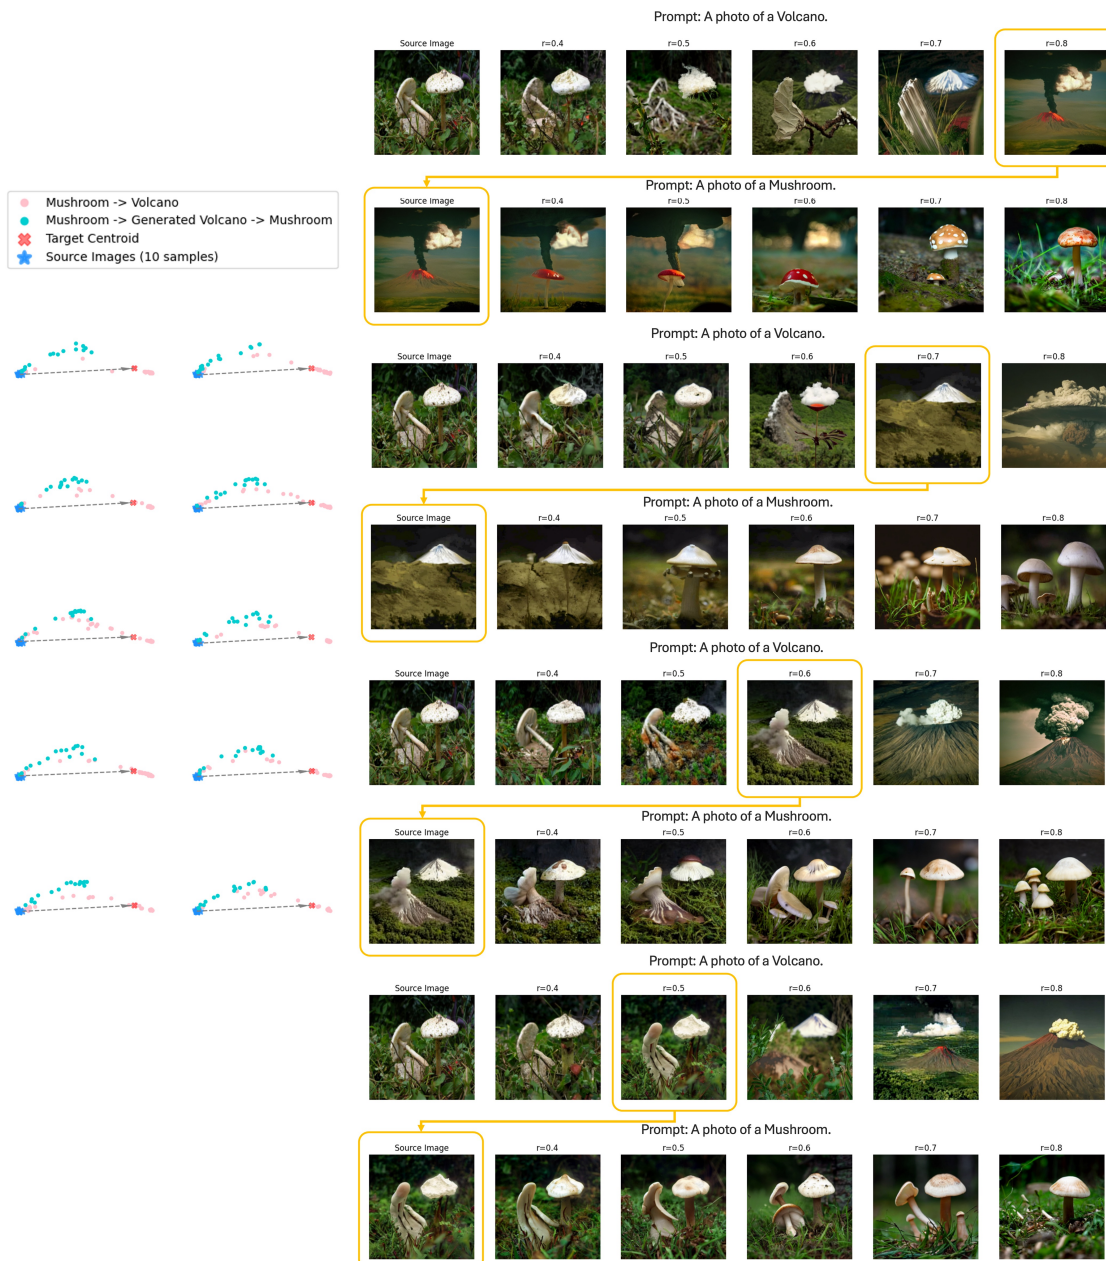 Prompt: A photo of a Volcano.
Source Image r=0.4 r=0.5 r=0.6 r=0.7 r=0.8
Prompt: A photo of a Mushroom.
Source Image r=0.4 r=0.5 r=0.6 r=0.7 r=0.8
Mushroom -> Volcano
Mushroom -> Generated Volcano -> Mushroom
Target Centroid
Source Images (10 samples)
Prompt: A photo of a Volcano.
Source Image r=0.4 r=0.5 r=0.6 r=0.7 r=0.8
Prompt: A photo of a Mushroom.
Source Image r=0.4 r=0.5 r=0.6 r=0.7 r=0.8
Prompt: A photo of a Volcano.
Source Image r=0.4 r=0.5 r=0.6 r=0.7 r=0.8
Prompt: A photo of a Mushroom.
Source Image r=0.4 r=0.5 r=0.6 r=0.7 r=0.8
Prompt: A photo of a Volcano.
Source Image r=0.4 r=0.5 r=0.6 r=0.7 r=0.8
Prompt: A photo of a Mushroom.
Source Image r=0.4 r=0.5 r=0.6 r=0.7 r=0.8